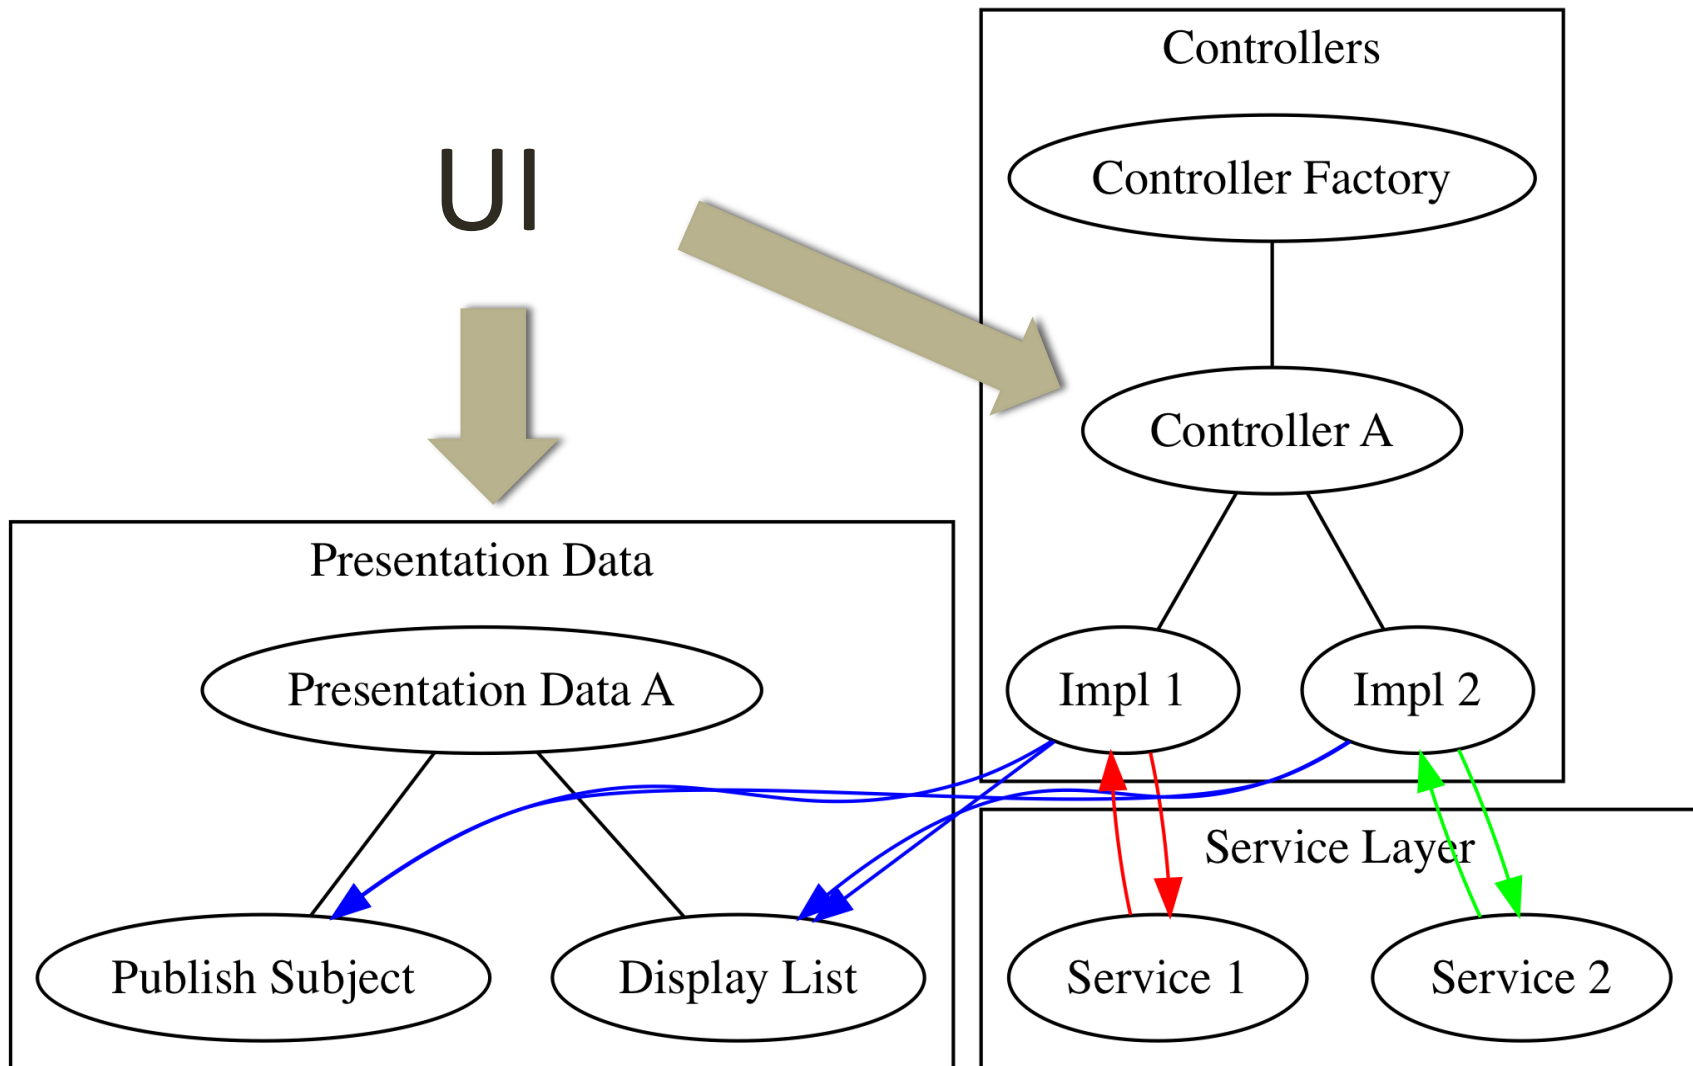 Controllers
UI
Controller Factory
Controller A
Presentation Data
Presentation Data A
Impl 1
Impl 2
Service Layer
Publish Subject
Display List
Service 1
Service 2